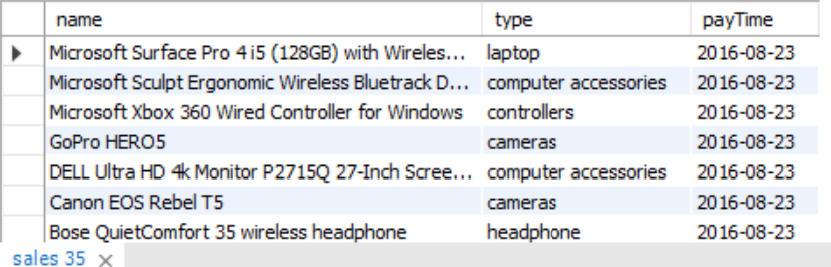 name type payTime
Microsoft Surface Pro 4 i5 (128GB) with Wireles... laptop 2016-08-23
Microsoft Sculpt Ergonomic Wireless Bluetrack D... computer accessories 2016-08-23
Microsoft Xbox 360 Wired Controller for Windows controllers 2016-08-23
GoPro HERO5 cameras 2016-08-23
DELL Ultra HD 4k Monitor P2715Q 27-Inch Scree... computer accessories 2016-08-23
Canon EOS Rebel T5 cameras 2016-08-23
Bose QuietComfort 35 wireless headphone headphone 2016-08-23
sales 35 ×